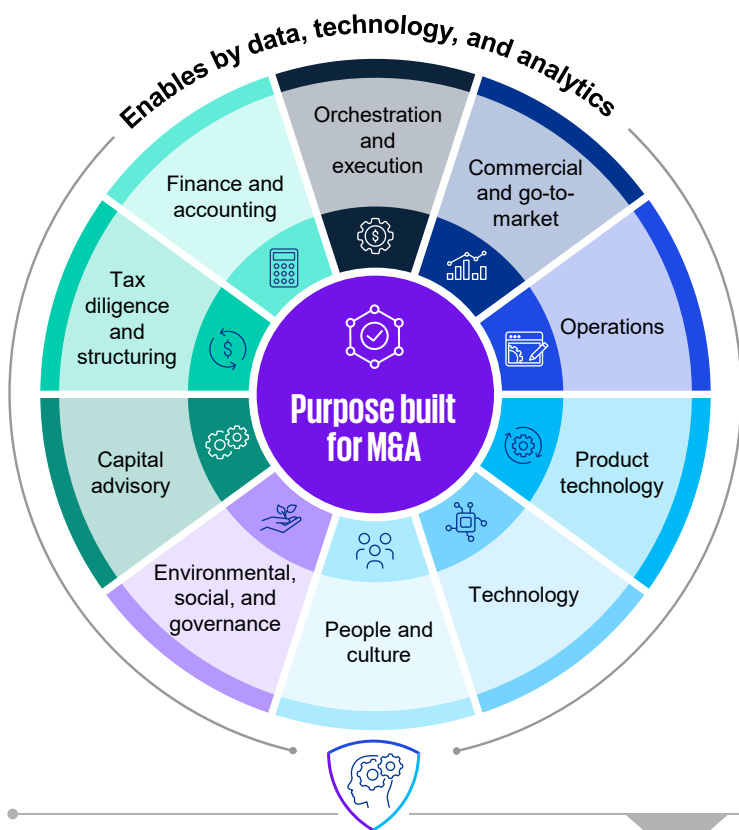 Enables by data, technology, and analytics
Orchestration
and
execution
Commercial
and go-to-
market
Operations
Product
technology
Technology
People and
culture
Environmental,
social, and
governance
Capital
advisory
Tax
diligence
and
structuring
Finance and
accounting
$
$
Purpose built
for M&A